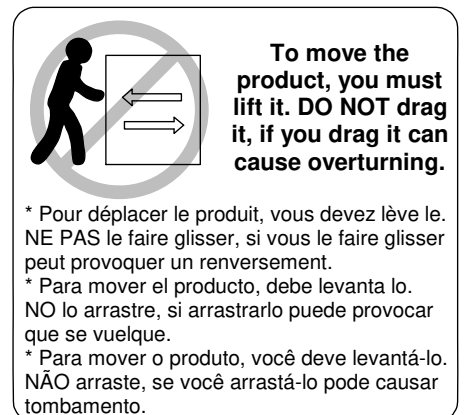 To move the
product, you must
lift it. DO NOT drag
it, if you drag it can
cause overturning.
* Pour déplacer le produit, vous devez lève le.
NE PAS le faire glisser, si vous le faire glisser
peut provoquer un renversement.
* Para mover el producto, debe levanta lo.
NO lo arrastre, si arrastrarlo puede provocar
que se vuelque.
* Para mover o produto, você deve levantá-lo.
NÃO arraste, se você arrastá-lo pode causar
tombamento.